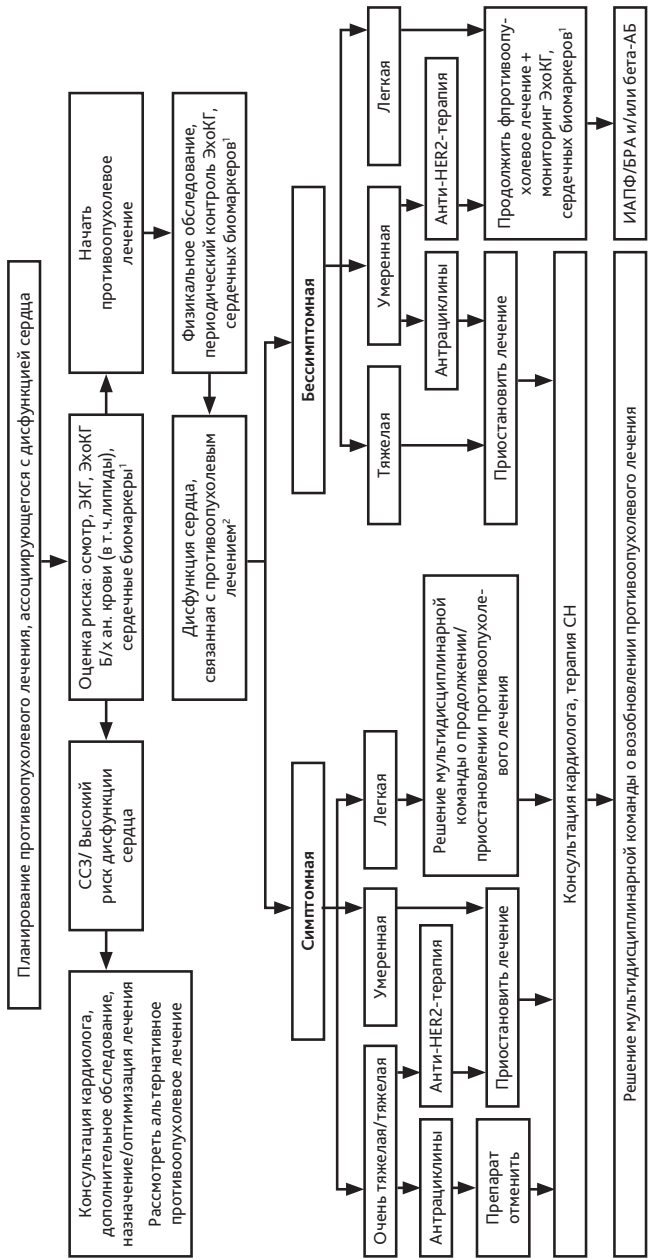 Планирование противоопухолевого лечения, ассоциирующегося с дисфункцией сердца
Консультация кардиолога,
дополнительное обследование,
назначение/оптимизация лечения
Рассмотреть альтернативное
противоопухолевое лечение
ССЗ/ Высокий
риск дисфункции
сердца
Оценка риска: осмотр, ЭКГ, ЭхоКГ
Б/х ан. крови (в т.ч.липиды),
сердечные биомаркеры¹
Начать
противоопухолевое
лечение
Дисфункция сердца,
связанная с противоопухолевым
лечением²
Физикальное обследование,
периодический контроль ЭхоКГ,
сердечных биомаркеров¹
Симптомная
Бессимптомная
Очень тяжелая/тяжелая
Умеренная
Легкая
Тяжелая
Умеренная
Легкая
Антрациклины
Анти-HER2-терапия
Решение мультидисциплинарной
команды о продолжении/
приостановлении противоопухоле-
вого лечения
Антрациклины
Анти-HER2-терапия
Препарат
отменить
Приостановить лечение
Приостановить лечение
Продолжить фпротивоопу-
холевое лечение +
мониторинг ЭхоКГ,
сердечных биомаркеров¹
Консультация кардиолога, терапия СН
ИАПФ/БРА и/или бета-АБ
Решение мультидисциплинарной команды о возобновлении противоопухолевого лечения